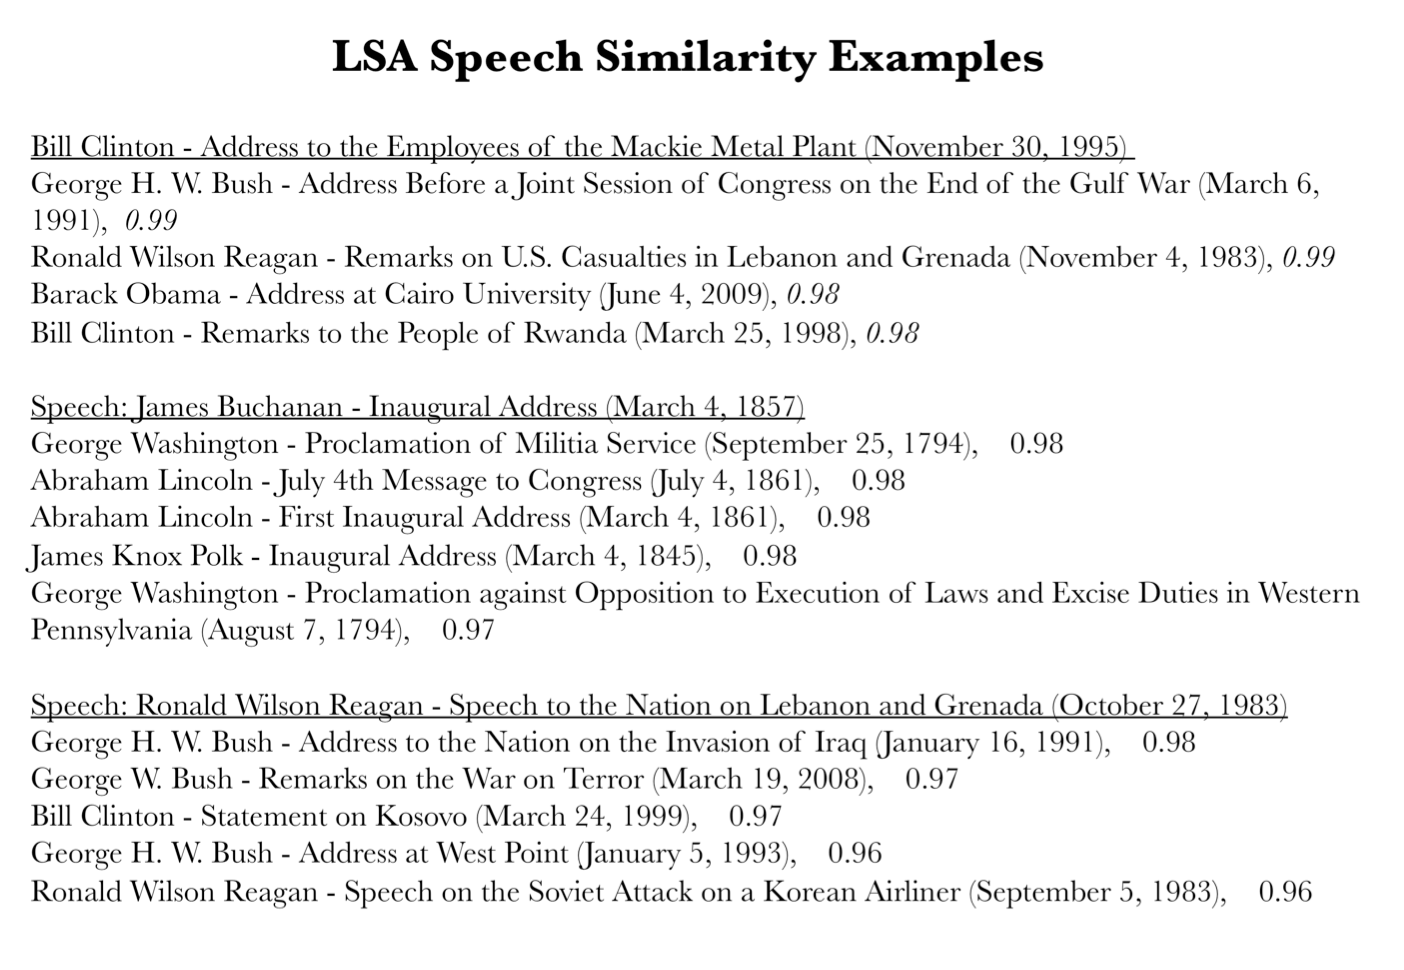 LSA Speech Similarity Examples
Bill Clinton - Address to the Employees of the Mackie Metal Plant (November 30, 1995)
George H. W. Bush - Address Before a Joint Session of Congress on the End of the Gulf War (March 6,
1991), 0.99
Ronald Wilson Reagan - Remarks on U.S. Casualties in Lebanon and Grenada (November 4, 1983), 0.99
Barack Obama - Address at Cairo University (June 4, 2009), 0.98
Bill Clinton - Remarks to the People of Rwanda (March 25, 1998), 0.98
Speech: James Buchanan - Inaugural Address (March 4, 1857)
George Washington - Proclamation of Militia Service (September 25, 1794), 0.98
Abraham Lincoln - July 4th Message to Congress (July 4, 1861), 0.98
Abraham Lincoln - First Inaugural Address (March 4, 1861), 0.98
James Knox Polk - Inaugural Address (March 4, 1845), 0.98
George Washington - Proclamation against Opposition to Execution of Laws and Excise Duties in Western
Pennsylvania (August 7, 1794), 0.97
Speech: Ronald Wilson Reagan - Speech to the Nation on Lebanon and Grenada (October 27, 1983)
George H. W. Bush - Address to the Nation on the Invasion of Iraq (January 16, 1991), 0.98
George W. Bush - Remarks on the War on Terror (March 19, 2008), 0.97
Bill Clinton - Statement on Kosovo (March 24, 1999), 0.97
George H. W. Bush - Address at West Point (January 5, 1993), 0.96
Ronald Wilson Reagan - Speech on the Soviet Attack on a Korean Airliner (September 5, 1983), 0.96